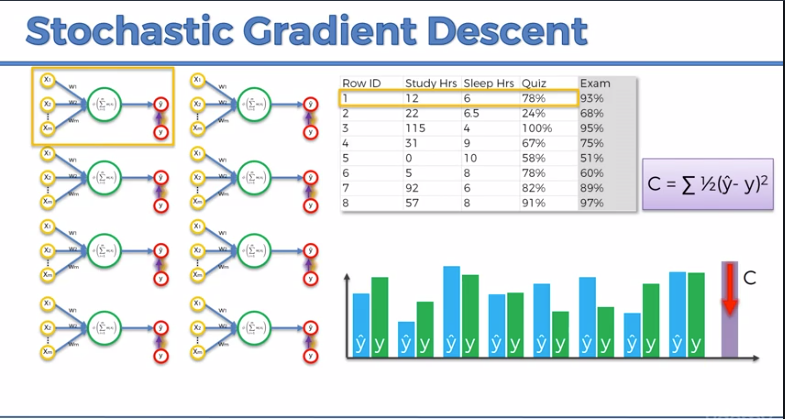 Stochastic Gradient Descent
X₁ W₁ X₂ W₂ Xₘ Wₘ ŷ y
X₁ W₁ X₂ W₂ Xₘ Wₘ ŷ y
Row ID Study Hrs Sleep Hrs Quiz Exam
1 12 6 78% 93%
2 22 6.5 24% 68%
3 115 4 100% 95%
4 31 9 67% 75%
5 0 10 58% 51%
6 5 8 78% 60%
7 92 6 82% 89%
8 57 8 91% 97%
C = ∑ ½(ŷ- y)²
X₁ W₁ X₂ W₂ Xₘ Wₘ ŷ y
X₁ W₁ X₂ W₂ Xₘ Wₘ ŷ y
X₁ W₁ X₂ W₂ Xₘ Wₘ ŷ y
X₁ W₁ X₂ W₂ Xₘ Wₘ ŷ y
X₁ W₁ X₂ W₂ Xₘ Wₘ ŷ y
X₁ W₁ X₂ W₂ Xₘ Wₘ ŷ y
C
ŷ y ŷ y ŷ y ŷ y ŷ y ŷ y ŷ y ŷ y